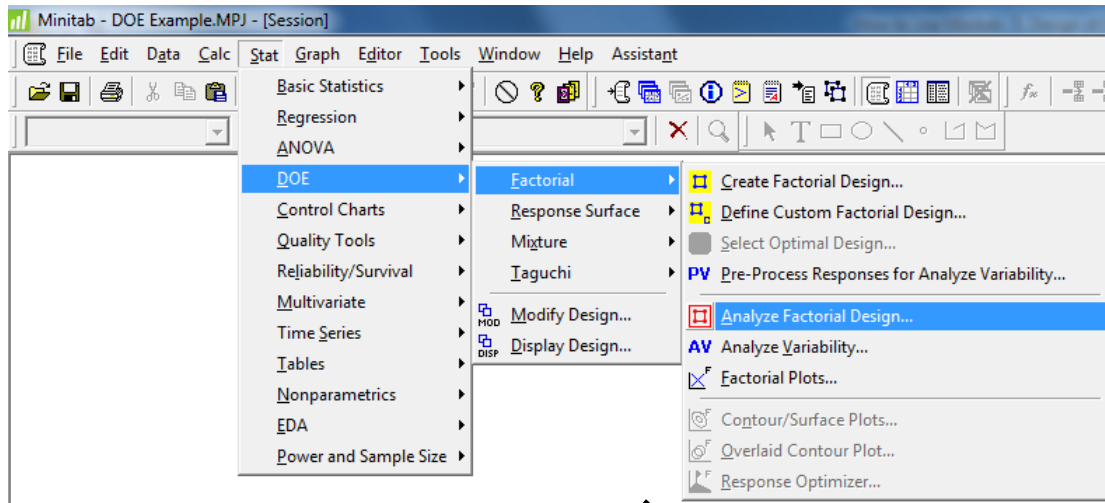 Minitab - DOE Example.MPJ - [Session]
File Edit Data Calc Stat Graph Editor Tools Window Help Assistant
Basic Statistics
Regression
ANOVA
DOE
Control Charts
Quality Tools
Reliability/Survival
Multivariate
Time Series
Tables
Nonparametrics
EDA
Power and Sample Size
Factorial
Response Surface
Mixture
Taguchi
MOD Modify Design...
DISP Display Design...
Create Factorial Design...
Define Custom Factorial Design...
Select Optimal Design...
PV Pre-Process Responses for Analyze Variability...
Analyze Factorial Design...
AV Analyze Variability...
Factorial Plots...
Contour/Surface Plots...
Overlaid Contour Plot...
Response Optimizer...